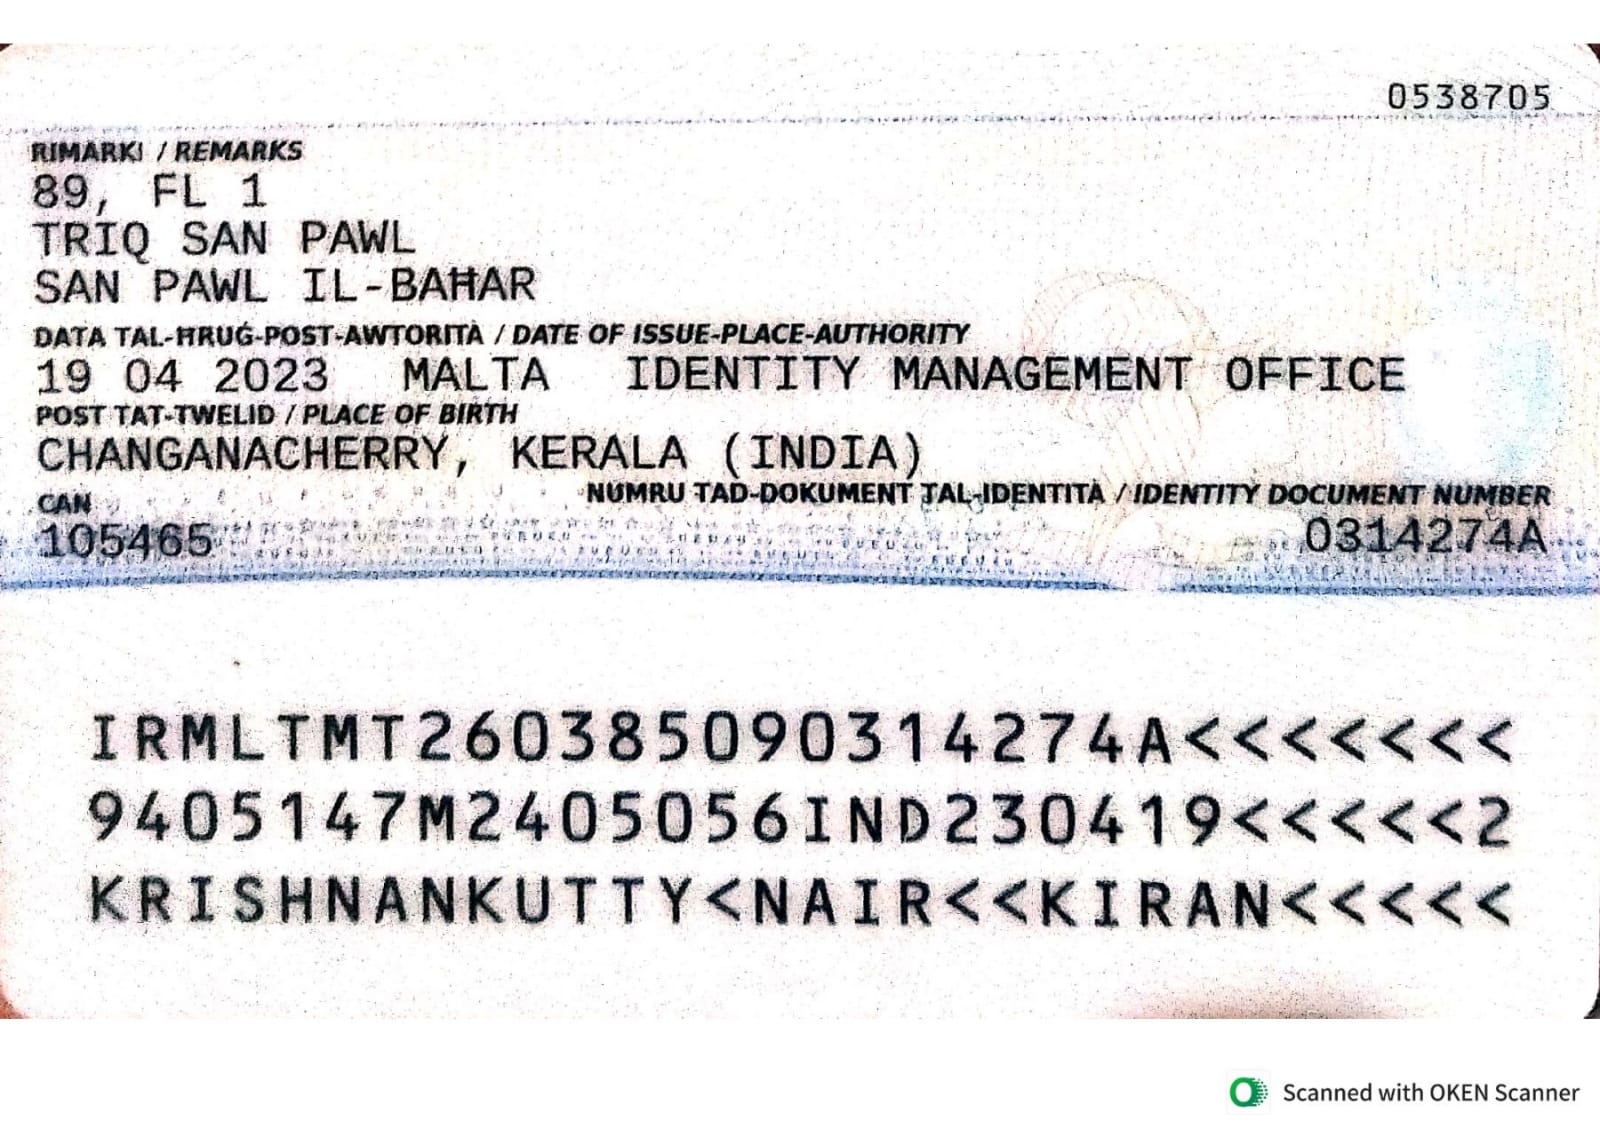 0538705
RIMARKI / REMARKS
89, FL 1
TRIQ SAN PAWL
SAN PAWL IL-BAĦAR
DATA TAL-ĦRUĠ-POST-AWTORITÀ / DATE OF ISSUE-PLACE-AUTHORITY
19 04 2023 MALTA IDENTITY MANAGEMENT OFFICE
POST TAT-TWELID / PLACE OF BIRTH
CHANGANACHERRY, KERALA (INDIA)
CAN NUMRU TAD-DOKUMENT TAL-IDENTITÀ / IDENTITY DOCUMENT NUMBER
105465 0314274A
IRMLTMT260385090314274A<<<<<<<
9405147M2405056IND230419<<<<<2
KRISHNANKUTTY<NAIR<<KIRAN<<<<<
Scanned with OKEN Scanner